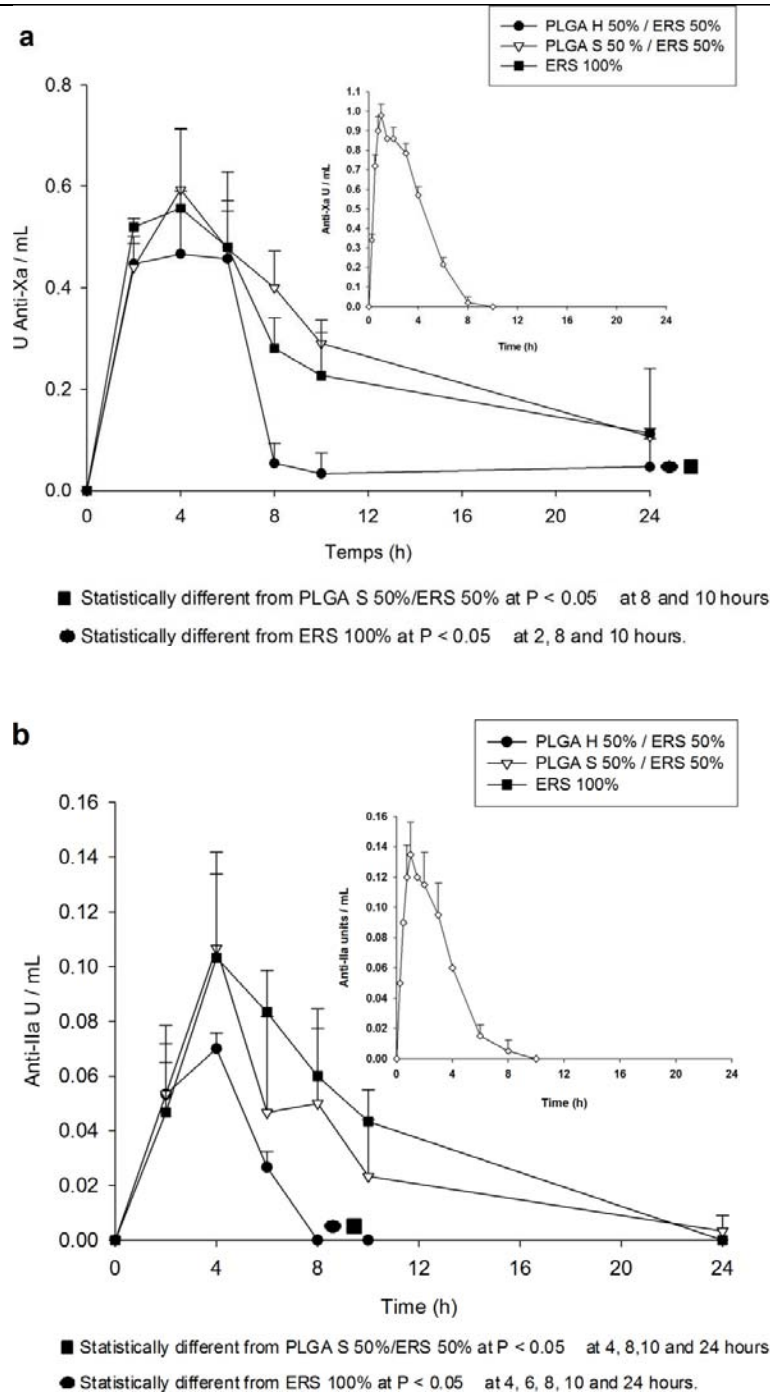 a
PLGA H 50% / ERS 50%
PLGA S 50 % / ERS 50%
ERS 100%
U Anti-Xa / mL
0.8
0.6
0.4
0.2
0.0
0 4 8 12 16 20 24
Temps (h)
Anti-Xa U / mL
1.1
1.0
0.9
0.8
0.7
0.6
0.5
0.4
0.3
0.2
0.1
0.0
0 4 8 12 16 20 24
Time (h)
Statistically different from PLGA S 50%/ERS 50% at P < 0.05 at 8 and 10 hours
Statistically different from ERS 100% at P < 0.05 at 2, 8 and 10 hours.
b
PLGA H 50% / ERS 50%
PLGA S 50% / ERS 50%
ERS 100%
Anti-IIa U / mL
0.16
0.14
0.12
0.10
0.08
0.06
0.04
0.02
0.00
0 4 8 12 16 20 24
Time (h)
Anti-IIa units / mL
0.16
0.14
0.12
0.10
0.08
0.06
0.04
0.02
0.00
0 4 8 12 16 20 24
Time (h)
Statistically different from PLGA S 50%/ERS 50% at P < 0.05 at 4, 8,10 and 24 hours
Statistically different from ERS 100% at P < 0.05 at 4, 6, 8, 10 and 24 hours.